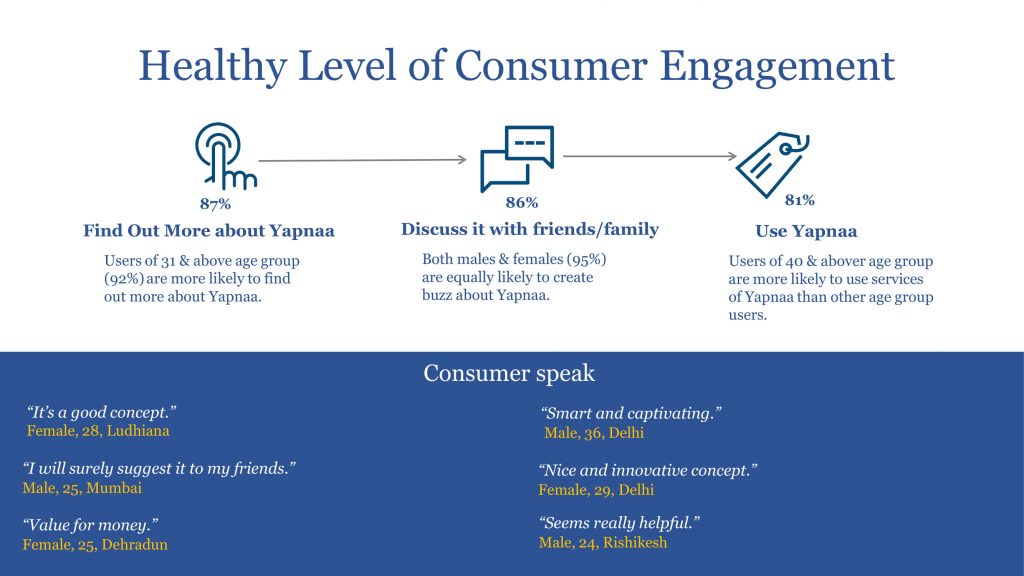 Healthy Level of Consumer Engagement
87%
Find Out More about Yapnaa
Users of 31 & above age group
(92%) are more likely to find
out more about Yapnaa.
86%
Discuss it with friends/family
Both males & females (95%)
are equally likely to create
buzz about Yapnaa.
81%
Use Yapnaa
Users of 40 & abover age group
are more likely to use services
of Yapnaa than other age group
users.
Consumer speak
“It’s a good concept.”
Female, 28, Ludhiana
“I will surely suggest it to my friends.”
Male, 25, Mumbai
“Value for money.”
Female, 25, Dehradun
“Smart and captivating.”
Male, 36, Delhi
“Nice and innovative concept.”
Female, 29, Delhi
“Seems really helpful.”
Male, 24, Rishikesh